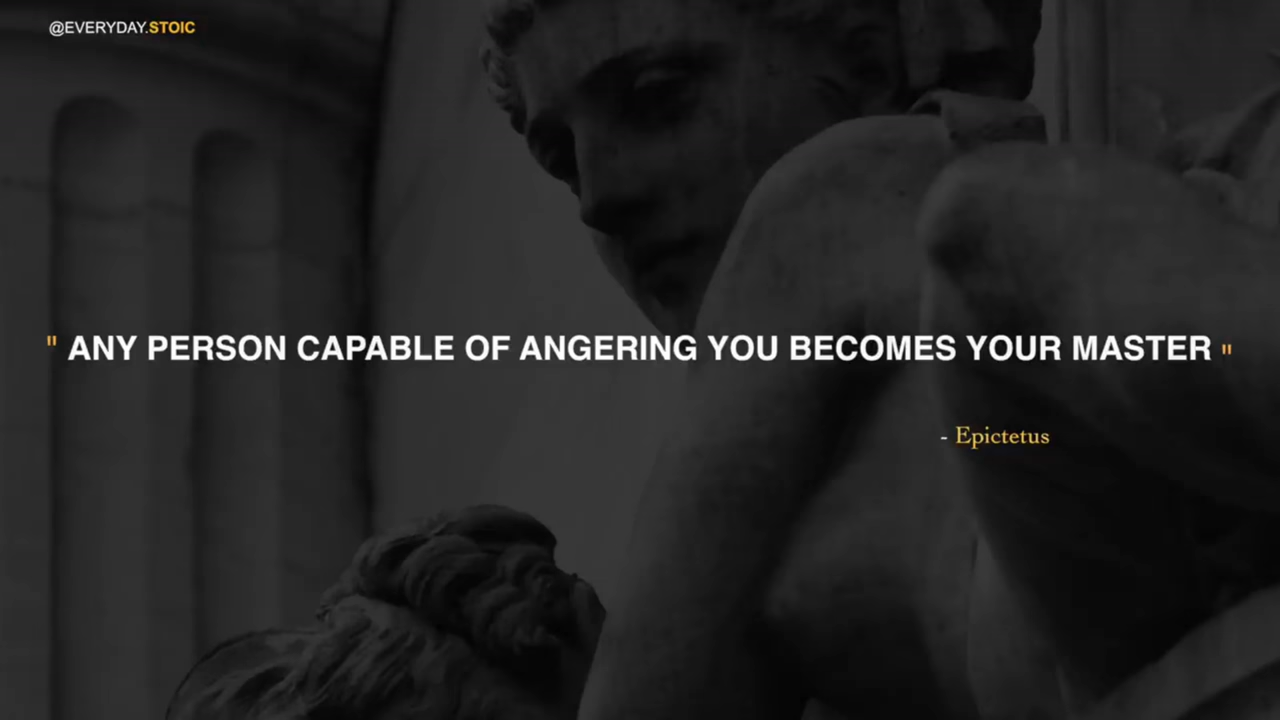 @EVERYDAY.STOIC
" ANY PERSON CAPABLE OF ANGERING YOU BECOMES YOUR MASTER "
- Epictetus